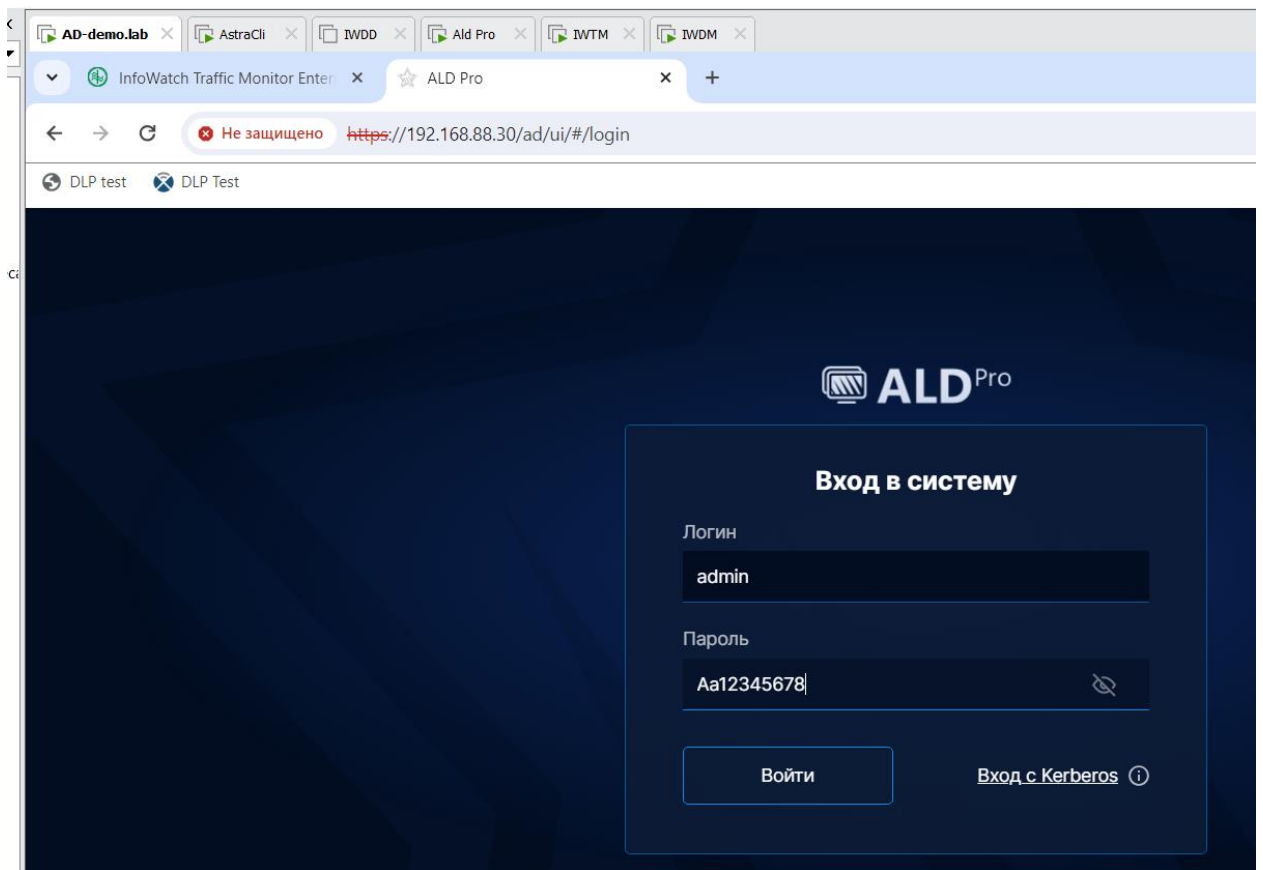 AD-demo.lab AstraCli IWDD Ald Pro IWTM IWDM
InfoWatch Traffic Monitor Enter ALD Pro
Не защищено https://192.168.88.30/ad/ui/#/login
DLP test DLP Test
ALD Pro
Вход в систему
Логин
admin
Пароль
Aa12345678
Войти Вход с Kerberos